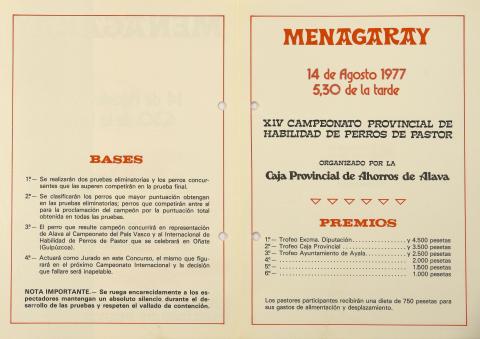 BASES
1.ª— Se realizarán dos pruebas eliminatorias y los perros concur-
santes que las superen competirán en la prueba final.
2.ª— Se clasificarán los perros que mayor puntuación obtengan
en las pruebas eliminatorias; perros que competirán entre sí
para la proclamación del campeón por la puntuación total
obtenida en todas las pruebas.
3.ª— El perro que resulte campeón concurrirá en representación
de Alava al Campeonato del País Vasco y el Internacional de
Habilidad de Perros de Pastor que se celebrará en Oñate
(Guipúzcoa).
4.ª— Actuará como Jurado en este Concurso, el mismo que figu-
rará en el próximo Campeonato Internacional y la decisión
que fallare será inapelable.
NOTA IMPORTANTE.— Se ruega encarecidamente a los es-
pectadores mantengan un absoluto silencio durante el de-
sarrollo de las pruebas y respeten el vallado de contención.
MENAGARAY
14 de Agosto 1977
5,30 de la tarde
XIV CAMPEONATO PROVINCIAL DE
HABILIDAD DE PERROS DE PASTOR
ORGANIZADO POR LA
Caja Provincial de Ahorros de Alava
PREMIOS
1.º— Trofeo Excma. Diputación. . . . . . . . . . . . . y 4.500 pesetas
2.º— Trofeo Caja Provincial . . . . . . . . . . . . . . . y 3.500 pesetas
3.º— Trofeo Ayuntamiento de Ayala. . . . . . . . . y 2.500 pesetas
4.º— . . . . . . . . . . . . . . . . . . . . . . . . . . . . . . . 2.000 pesetas
5.º— . . . . . . . . . . . . . . . . . . . . . . . . . . . . . . . 1.500 pesetas
6.º— . . . . . . . . . . . . . . . . . . . . . . . . . . . . . . . 1.000 pesetas
Los pastores participantes recibirán una dieta de 750 pesetas para
sus gastos de alimentación y desplazamiento.